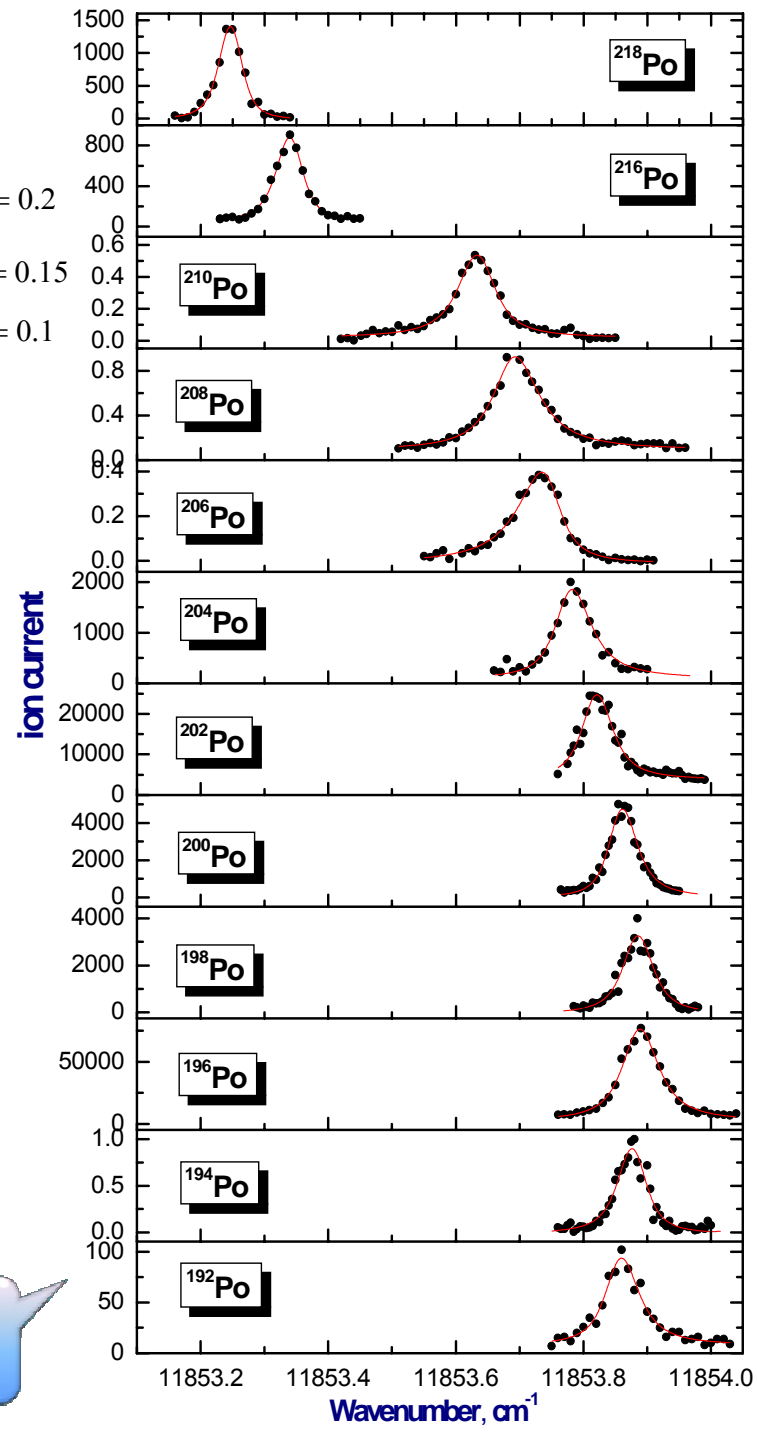 1500
1000
500
0
²¹⁸Po
800
400
0
²¹⁶Po
= 0.2
0.6
0.4
0.2
0.0
²¹⁰Po
= 0.15
= 0.1
0.8
0.4
0.0
²⁰⁸Po
0.4
0.2
0.0
²⁰⁶Po
2000
1000
0
²⁰⁴Po
ion current
20000
10000
0
²⁰²Po
4000
2000
0
²⁰⁰Po
4000
2000
0
¹⁹⁸Po
50000
0
¹⁹⁶Po
1.0
0.5
0.0
¹⁹⁴Po
100
50
0
¹⁹²Po
11853.2 11853.4 11853.6 11853.8 11854.0
Wavenumber, cm⁻¹